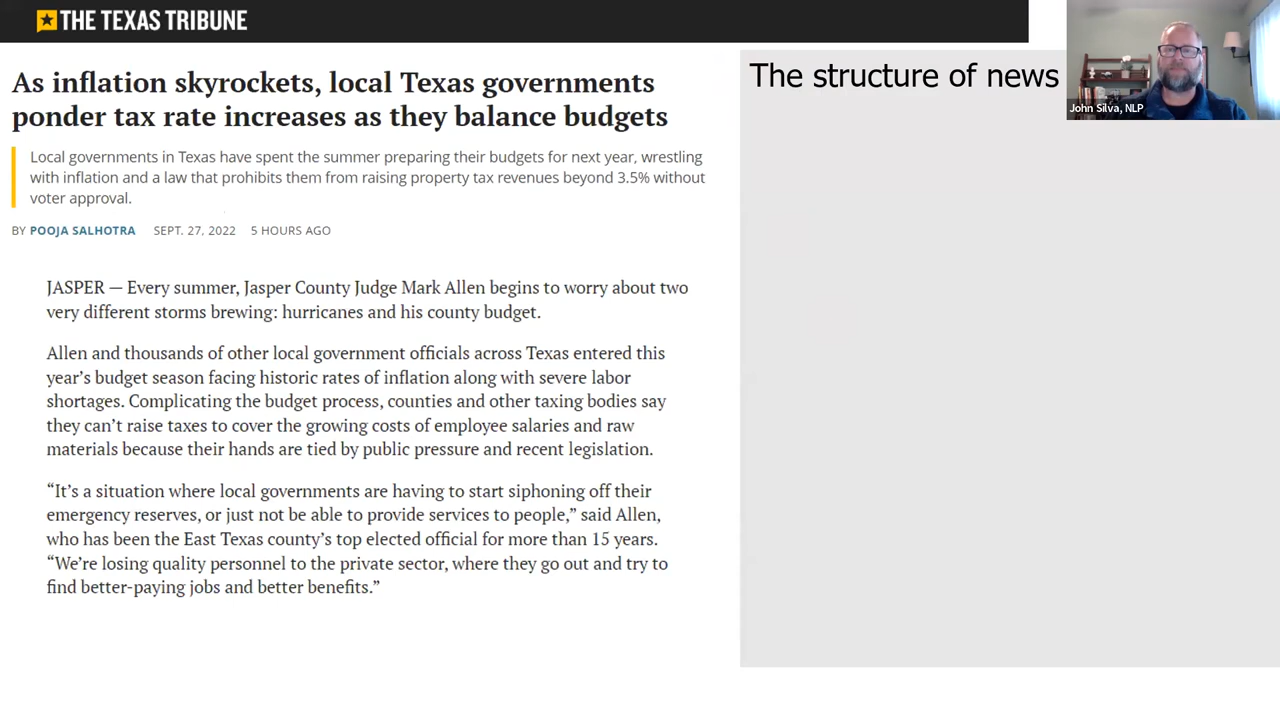 THE TEXAS TRIBUNE
As inflation skyrockets, local Texas governments
ponder tax rate increases as they balance budgets
Local governments in Texas have spent the summer preparing their budgets for next year, wrestling
with inflation and a law that prohibits them from raising property tax revenues beyond 3.5% without
voter approval.
BY POOJA SALHOTRA SEPT. 27, 2022 5 HOURS AGO
JASPER — Every summer, Jasper County Judge Mark Allen begins to worry about two
very different storms brewing: hurricanes and his county budget.
Allen and thousands of other local government officials across Texas entered this
year’s budget season facing historic rates of inflation along with severe labor
shortages. Complicating the budget process, counties and other taxing bodies say
they can’t raise taxes to cover the growing costs of employee salaries and raw
materials because their hands are tied by public pressure and recent legislation.
“It’s a situation where local governments are having to start siphoning off their
emergency reserves, or just not be able to provide services to people,” said Allen,
who has been the East Texas county’s top elected official for more than 15 years.
“We’re losing quality personnel to the private sector, where they go out and try to
find better-paying jobs and better benefits.”
The structure of news
John Silva, NLP